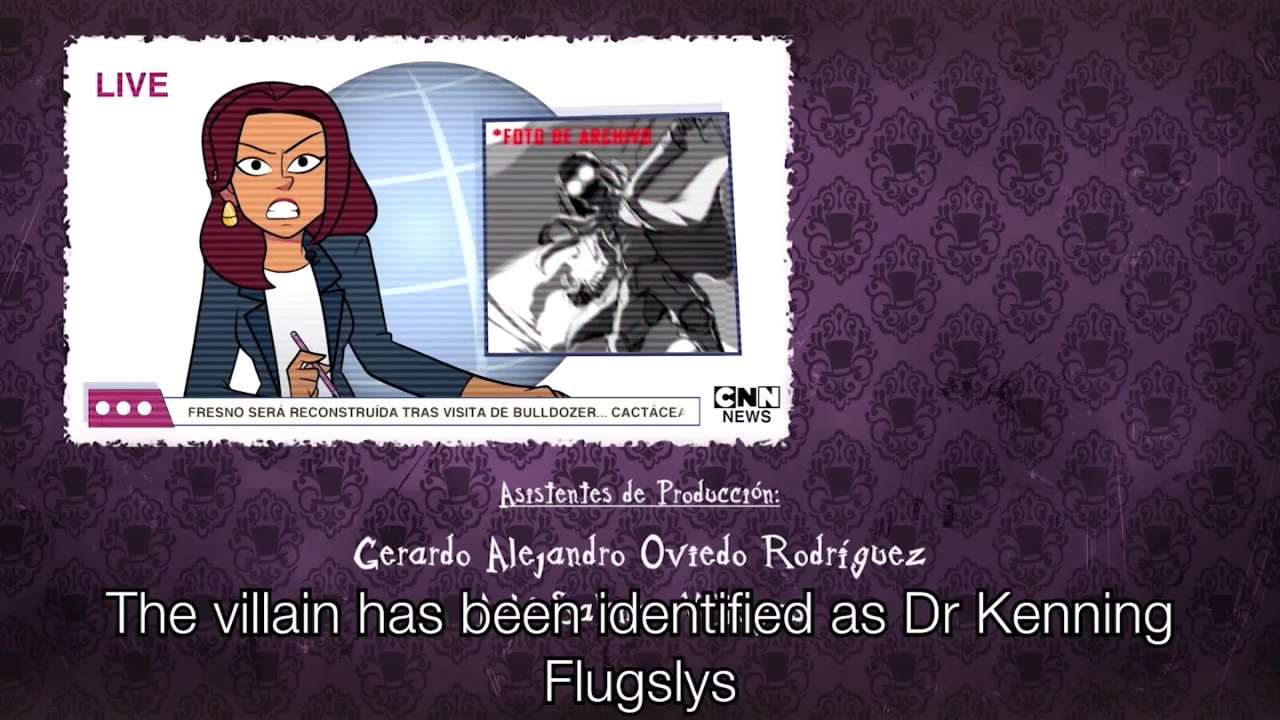 LIVE
*FOTO DE ARCHIVO
FRESNO SERÁ RECONSTRUÍDA TRAS VISITA DE BULLDOZER... CACTÁCEA
CNN
NEWS
Asistentes de Producción:
Gerardo Alejandro Oviedo Rodríguez
The villain has been identified as Dr Kenning
Flugslys